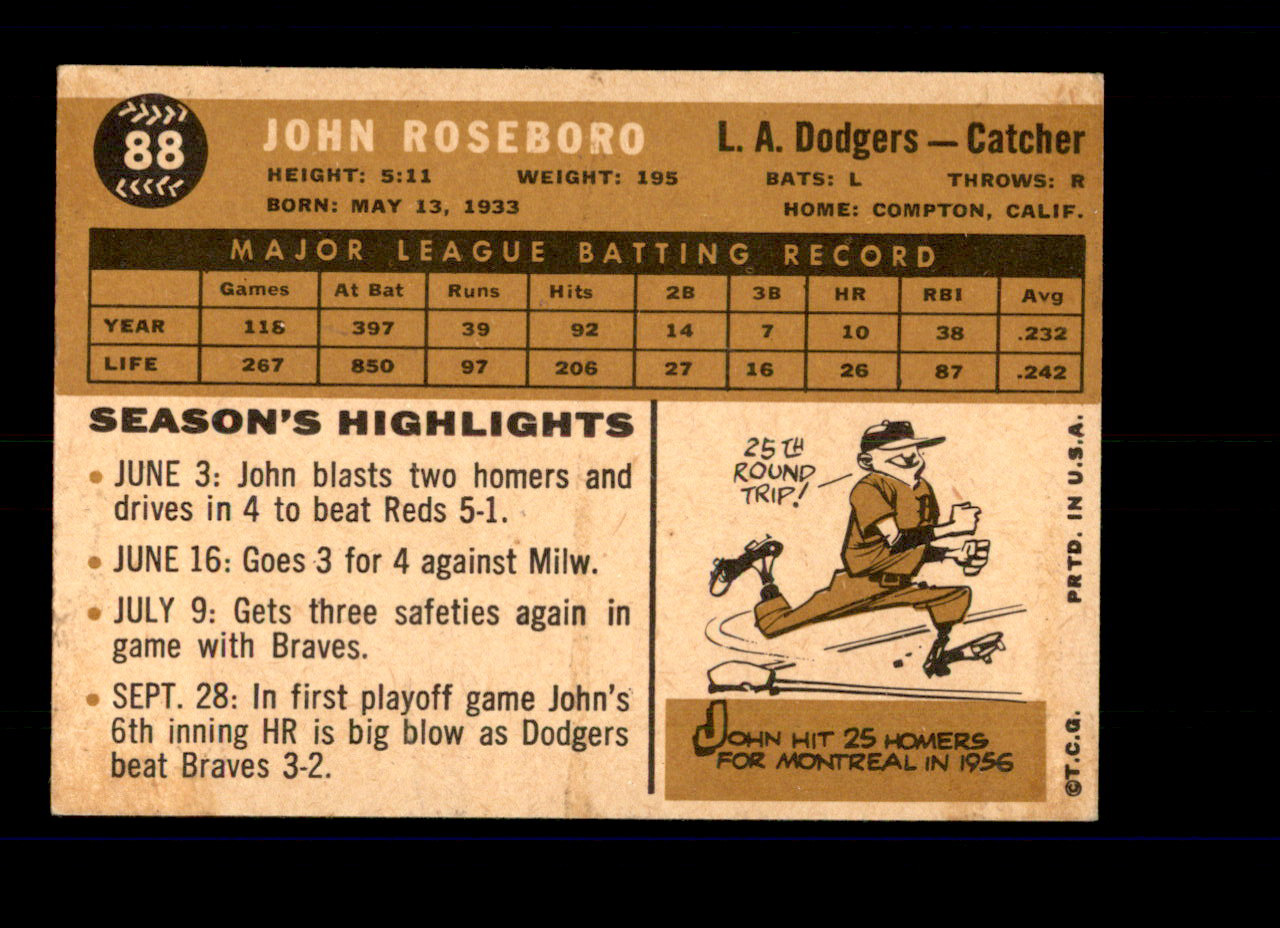 88
JOHN ROSEBORO
L. A. Dodgers — Catcher
HEIGHT: 5:11 WEIGHT: 195 BATS: L THROWS: R
BORN: MAY 13, 1933 HOME: COMPTON, CALIF.
MAJOR LEAGUE BATTING RECORD
Games At Bat Runs Hits 2B 3B HR RBI Avg
YEAR 118 397 39 92 14 7 10 38 .232
LIFE 267 850 97 206 27 16 26 87 .242
SEASON'S HIGHLIGHTS
• JUNE 3: John blasts two homers and
drives in 4 to beat Reds 5-1.
• JUNE 16: Goes 3 for 4 against Milw.
• JULY 9: Gets three safeties again in
game with Braves.
• SEPT. 28: In first playoff game John's
6th inning HR is big blow as Dodgers
beat Braves 3-2.
25TH
ROUND
TRIP!
JOHN HIT 25 HOMERS
FOR MONTREAL IN 1956
©T.C.G. PRTD. IN U.S.A.